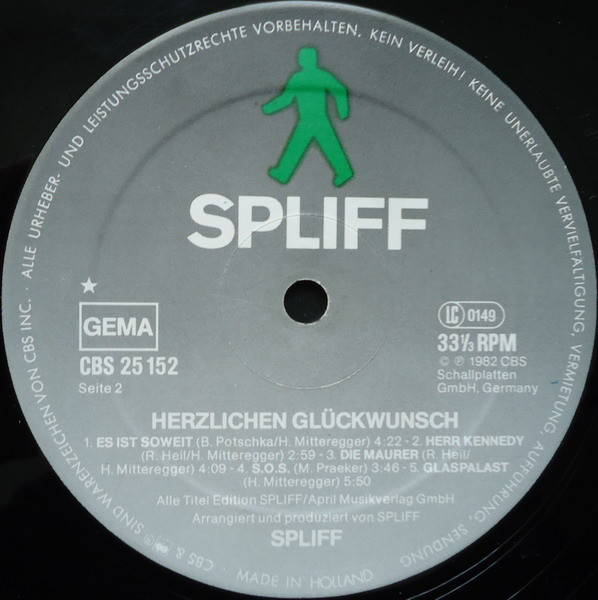 ALLE URHEBER- UND LEISTUNGSSCHUTZRECHTE VORBEHALTEN. KEIN VERLEIH! KEINE UNERLAUBTE VERVIELFÄLTIGUNG, VERMIETUNG, AUFFÜHRUNG, SENDUNG
SPLIFF
GEMA
CBS 25 152
Seite 2
LC 0149
33⅓ RPM
© ℗ 1982 CBS
Schallplatten
GmbH, Germany
HERZLICHEN GLÜCKWUNSCH
1. ES IST SOWEIT (B. Potschka/H. Mitteregger) 4:22 - 2. HERR KENNEDY
(R. Heil/H. Mitteregger) 2:59 - 3. DIE MAURER (R. Heil/
H. Mitteregger) 4:09 - 4. S.O.S. (M. Praeker) 3:46 - 5. GLASPALAST
(H. Mitteregger) 5:50
Alle Titel Edition SPLIFF/April Musikverlag GmbH
Arrangiert und produziert von SPLIFF
SPLIFF
CBS & ℗ SIND WARENZEICHEN VON CBS INC.
MADE IN HOLLAND